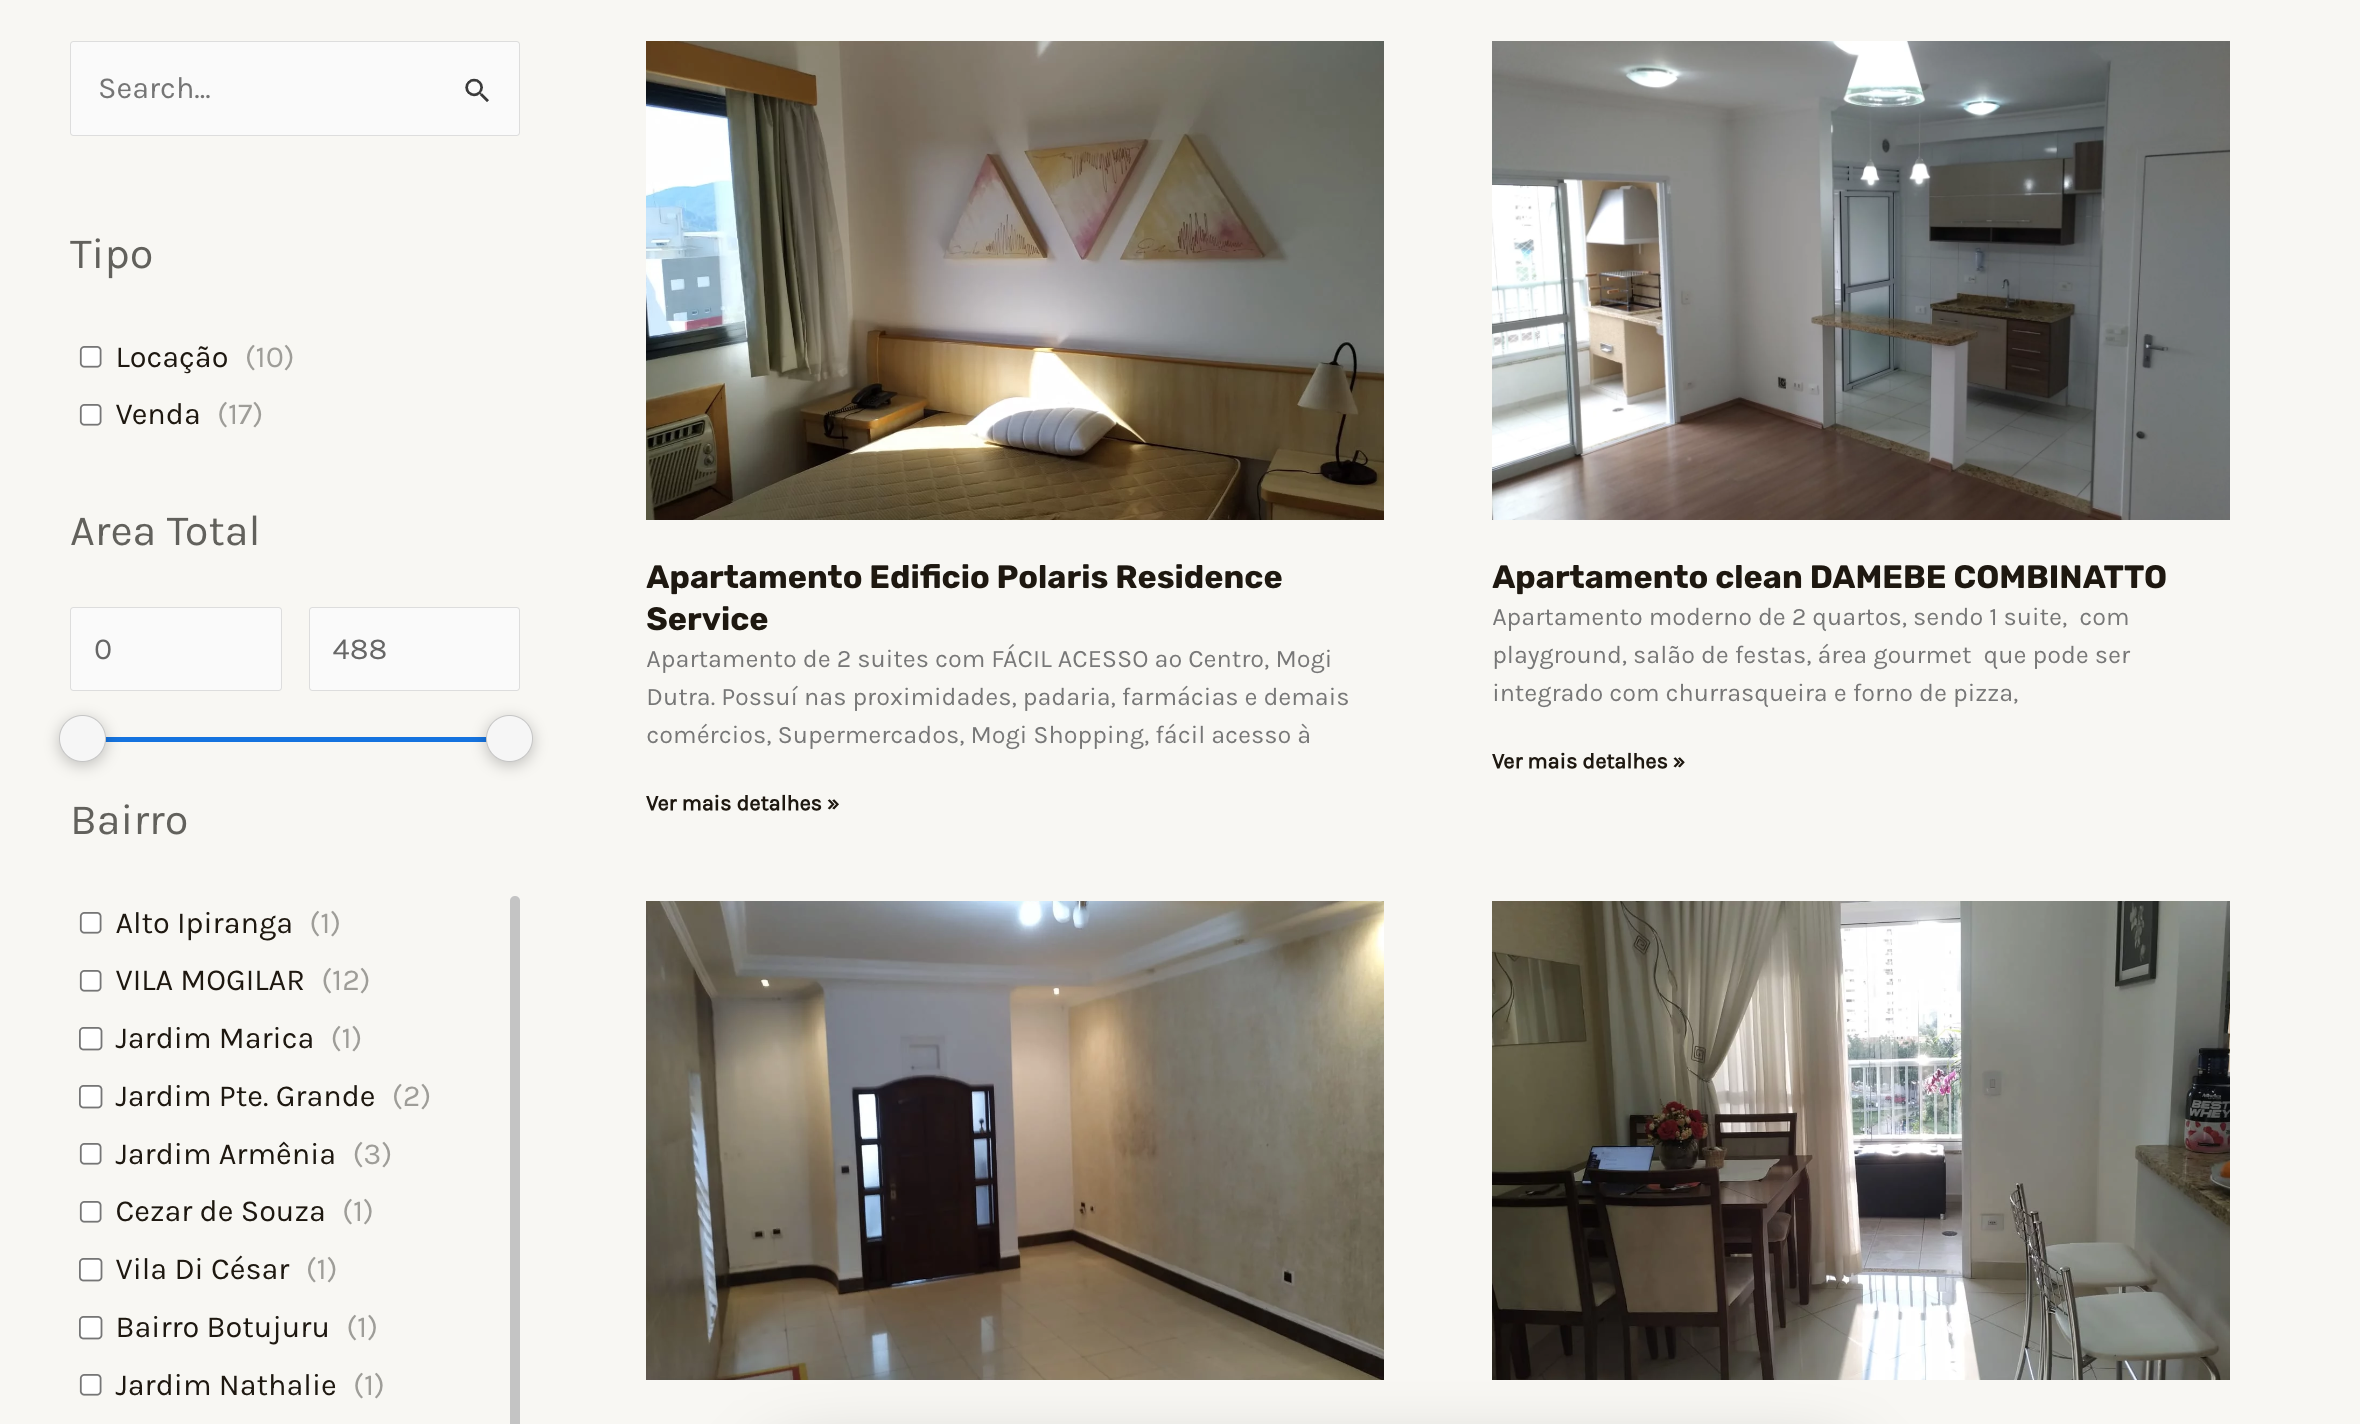 Search...
Tipo
Locação (10)
Venda (17)
Area Total
0 488
Bairro
Alto Ipiranga (1)
VILA MOGILAR (12)
Jardim Marica (1)
Jardim Pte. Grande (2)
Jardim Armênia (3)
Cezar de Souza (1)
Vila Di César (1)
Bairro Botujuru (1)
Jardim Nathalie (1)
Apartamento Edificio Polaris Residence
Service
Apartamento de 2 suites com FÁCIL ACESSO ao Centro, Mogi
Dutra. Possuí nas proximidades, padaria, farmácias e demais
comércios, Supermercados, Mogi Shopping, fácil acesso à
Ver mais detalhes »
Apartamento clean DAMEBE COMBINATTO
Apartamento moderno de 2 quartos, sendo 1 suite,  com
playground, salão de festas, área gourmet  que pode ser
integrado com churrasqueira e forno de pizza,
Ver mais detalhes »
BEST
WHEY